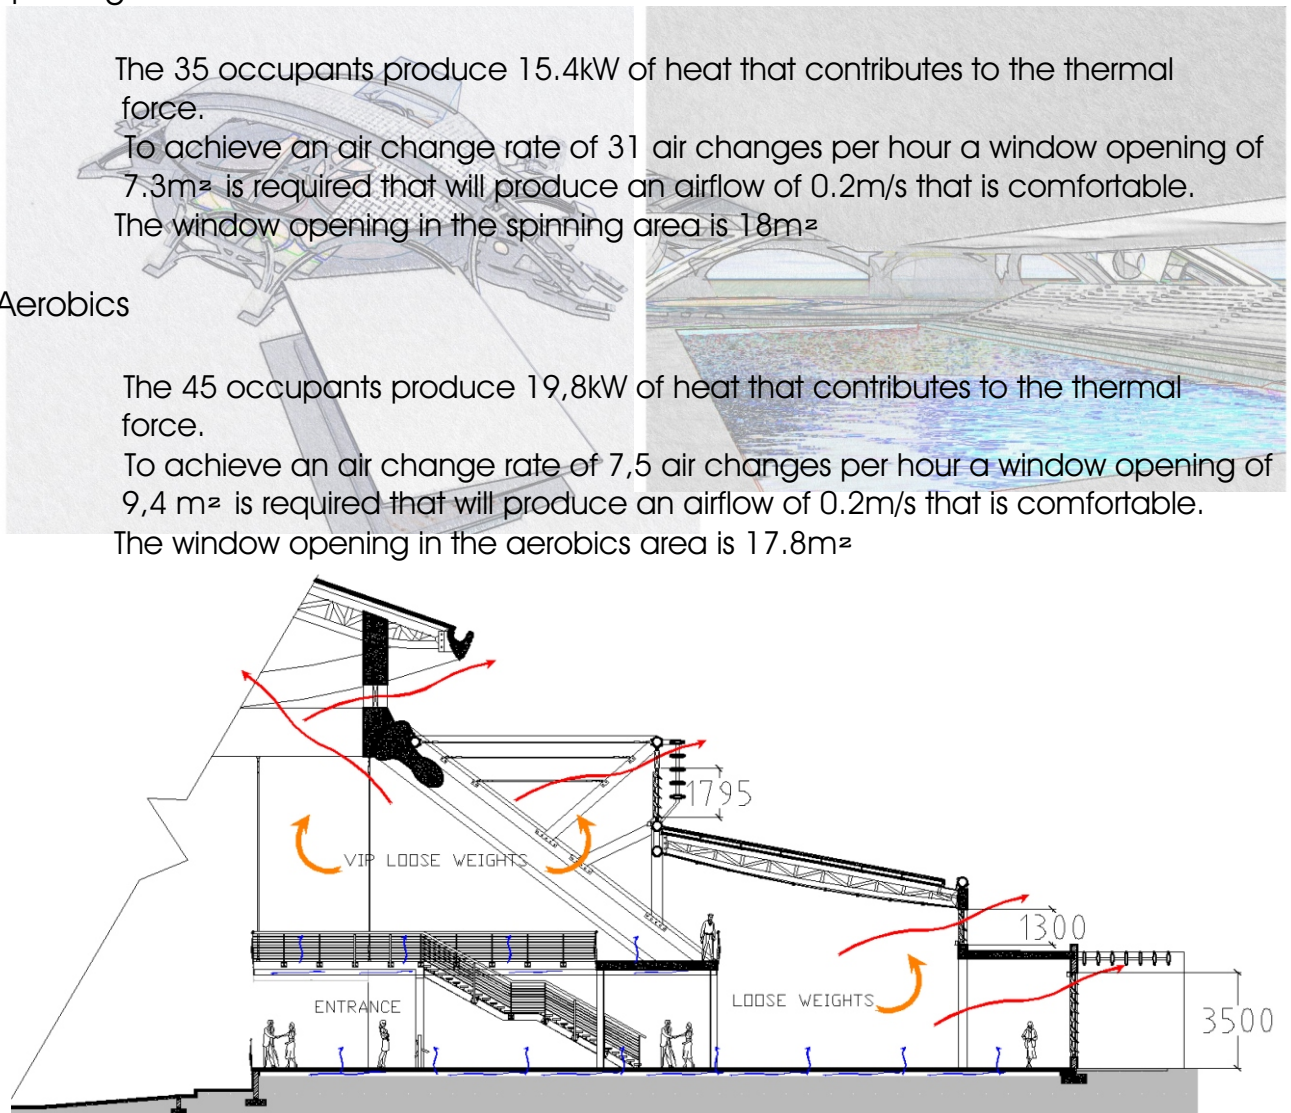 The 35 occupants produce 15.4kW of heat that contributes to the thermal
force.
To achieve an air change rate of 31 air changes per hour a window opening of
7.3m² is required that will produce an airflow of 0.2m/s that is comfortable.
The window opening in the spinning area is 18m²
Aerobics
The 45 occupants produce 19,8kW of heat that contributes to the thermal
force.
To achieve an air change rate of 7,5 air changes per hour a window opening of
9,4 m² is required that will produce an airflow of 0.2m/s that is comfortable.
The window opening in the aerobics area is 17.8m²
1795
VIP LOOSE WEIGHTS
1300
LOOSE WEIGHTS
ENTRANCE
3500